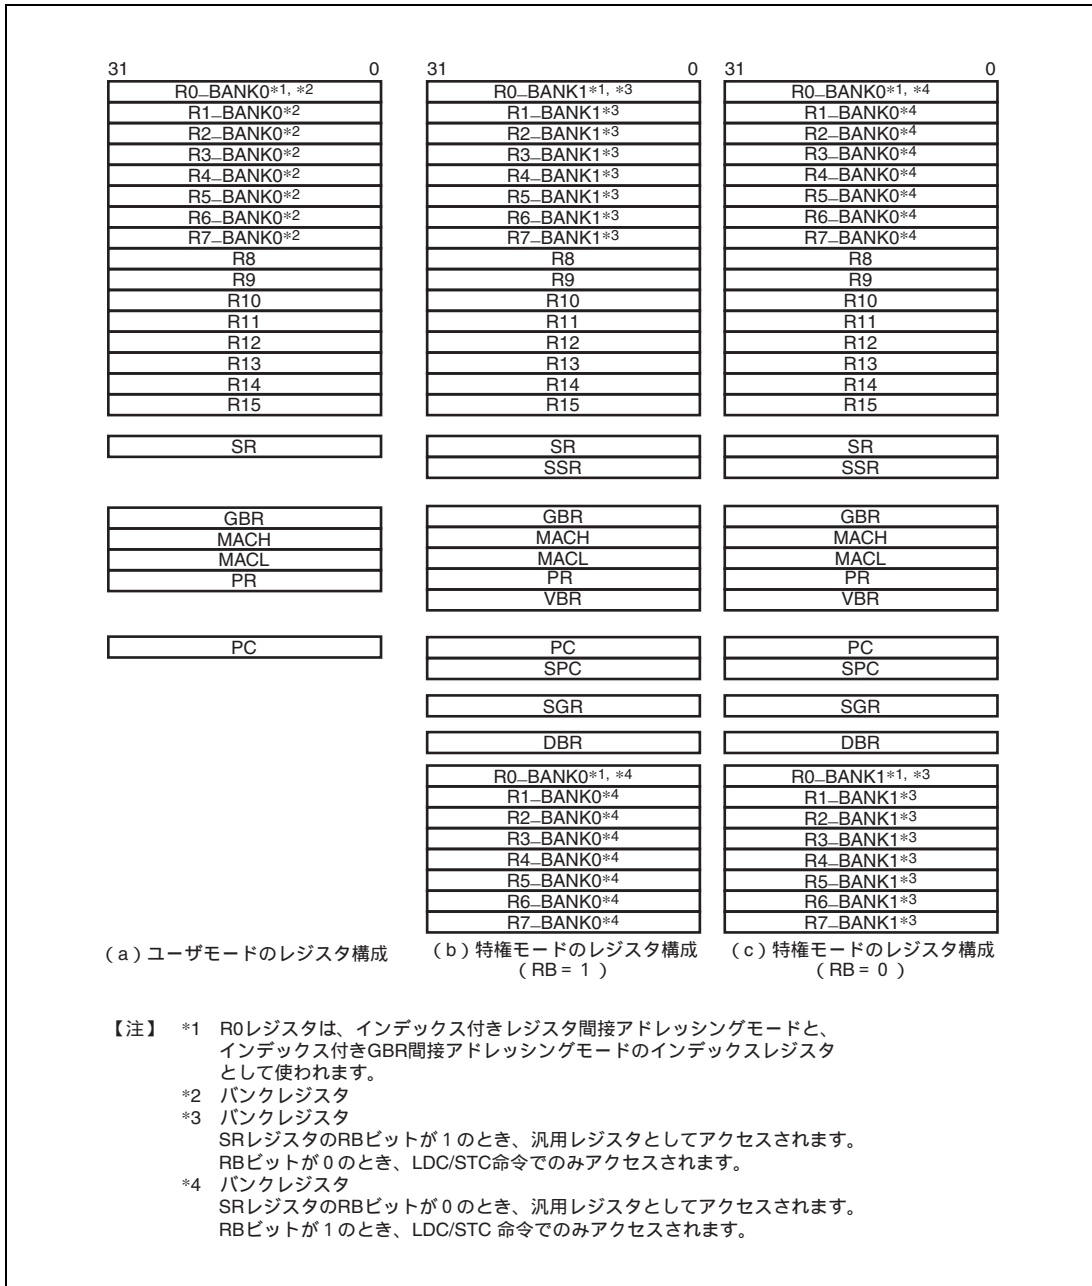 31 0
R0_BANK0*1, *2
R1_BANK0*2
R2_BANK0*2
R3_BANK0*2
R4_BANK0*2
R5_BANK0*2
R6_BANK0*2
R7_BANK0*2
R8
R9
R10
R11
R12
R13
R14
R15
SR
GBR
MACH
MACL
PR
PC
(a)ユーザモードのレジスタ構成
31 0
R0_BANK1*1, *3
R1_BANK1*3
R2_BANK1*3
R3_BANK1*3
R4_BANK1*3
R5_BANK1*3
R6_BANK1*3
R7_BANK1*3
R8
R9
R10
R11
R12
R13
R14
R15
SR
SSR
GBR
MACH
MACL
PR
VBR
PC
SPC
SGR
DBR
R0_BANK0*1, *4
R1_BANK0*4
R2_BANK0*4
R3_BANK0*4
R4_BANK0*4
R5_BANK0*4
R6_BANK0*4
R7_BANK0*4
(b)特権モードのレジスタ構成
(RB = 1)
31 0
R0_BANK0*1, *4
R1_BANK0*4
R2_BANK0*4
R3_BANK0*4
R4_BANK0*4
R5_BANK0*4
R6_BANK0*4
R7_BANK0*4
R8
R9
R10
R11
R12
R13
R14
R15
SR
SSR
GBR
MACH
MACL
PR
VBR
PC
SPC
SGR
DBR
R0_BANK1*1, *3
R1_BANK1*3
R2_BANK1*3
R3_BANK1*3
R4_BANK1*3
R5_BANK1*3
R6_BANK1*3
R7_BANK1*3
(c)特権モードのレジスタ構成
(RB = 0)
【注】 *1 R0レジスタは、インデックス付きレジスタ間接アドレッシングモードと、
インデックス付きGBR間接アドレッシングモードのインデックスレジスタ
として使われます。
*2 バンクレジスタ
*3 バンクレジスタ
SRレジスタのRBビットが1のとき、汎用レジスタとしてアクセスされます。
RBビットが0のとき、LDC/STC命令でのみアクセスされます。
*4 バンクレジスタ
SRレジスタのRBビットが0のとき、汎用レジスタとしてアクセスされます。
RBビットが1のとき、LDC/STC 命令でのみアクセスされます。